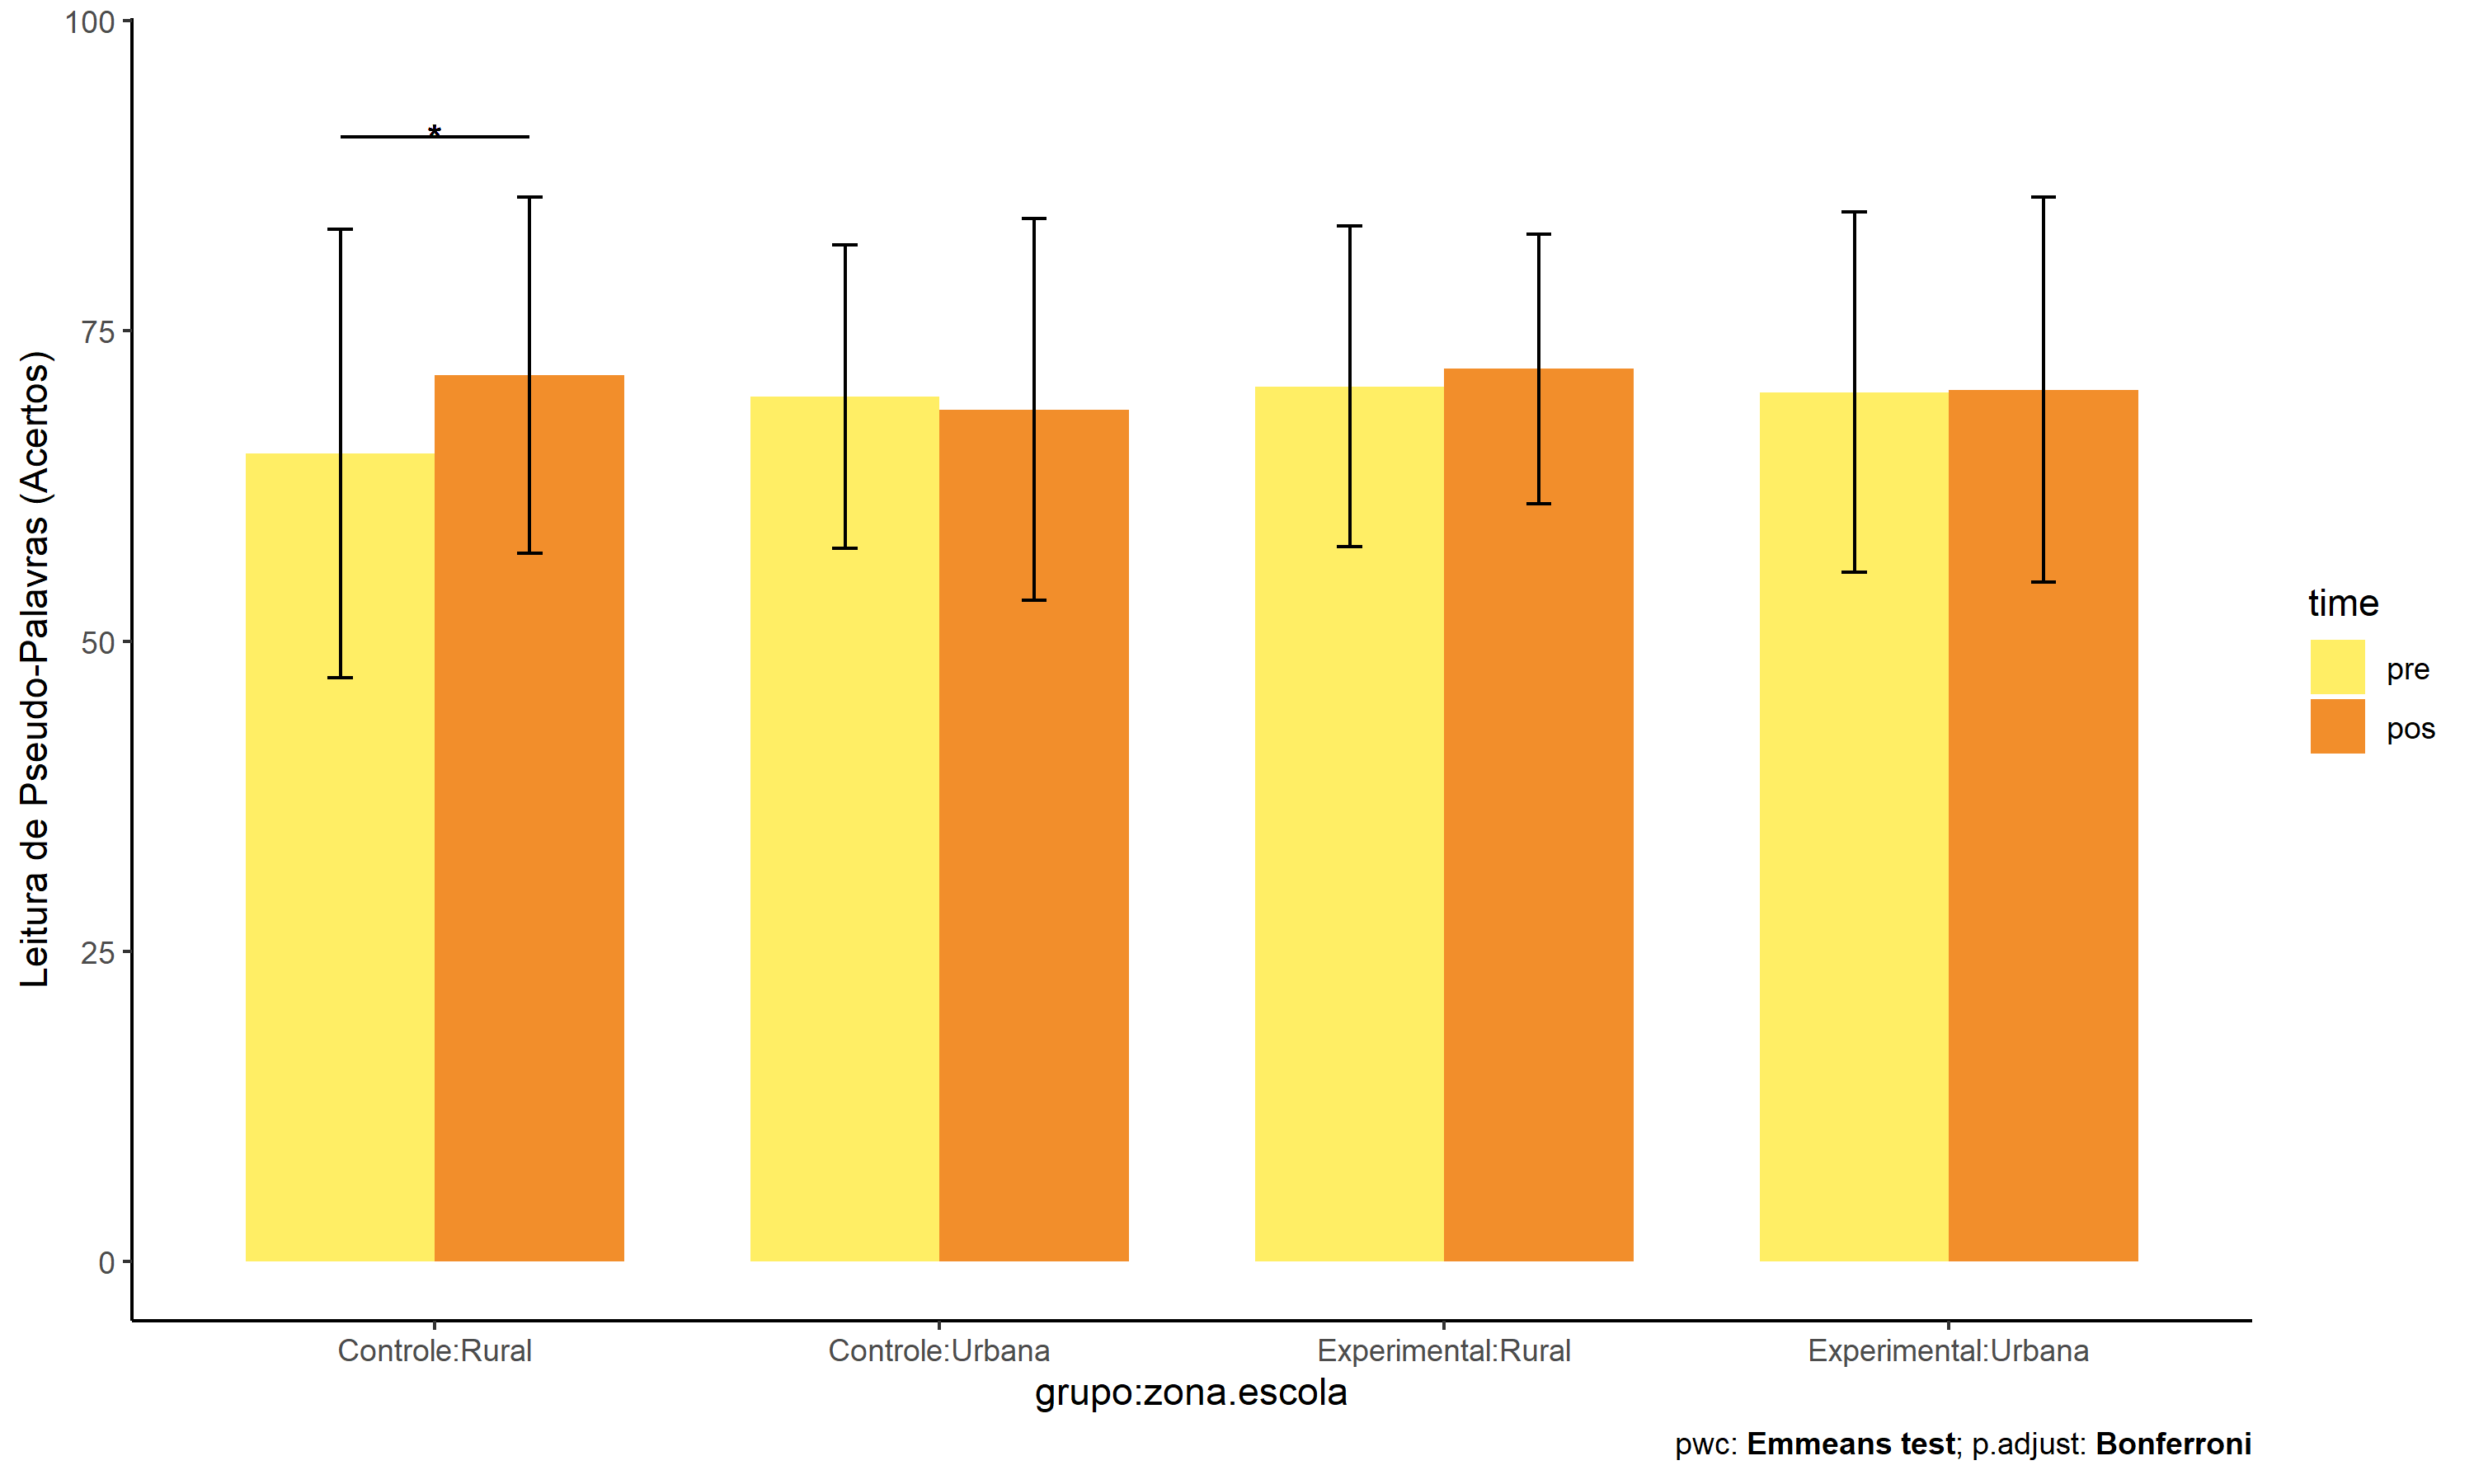 Leitura de Pseudo-Palavras (Acertos)
100
75
50
25
0
*
Controle:Rural
Controle:Urbana
Experimental:Rural
Experimental:Urbana
grupo:zona.escola
time
pre
pos
pwc: Emmeans test; p.adjust: Bonferroni